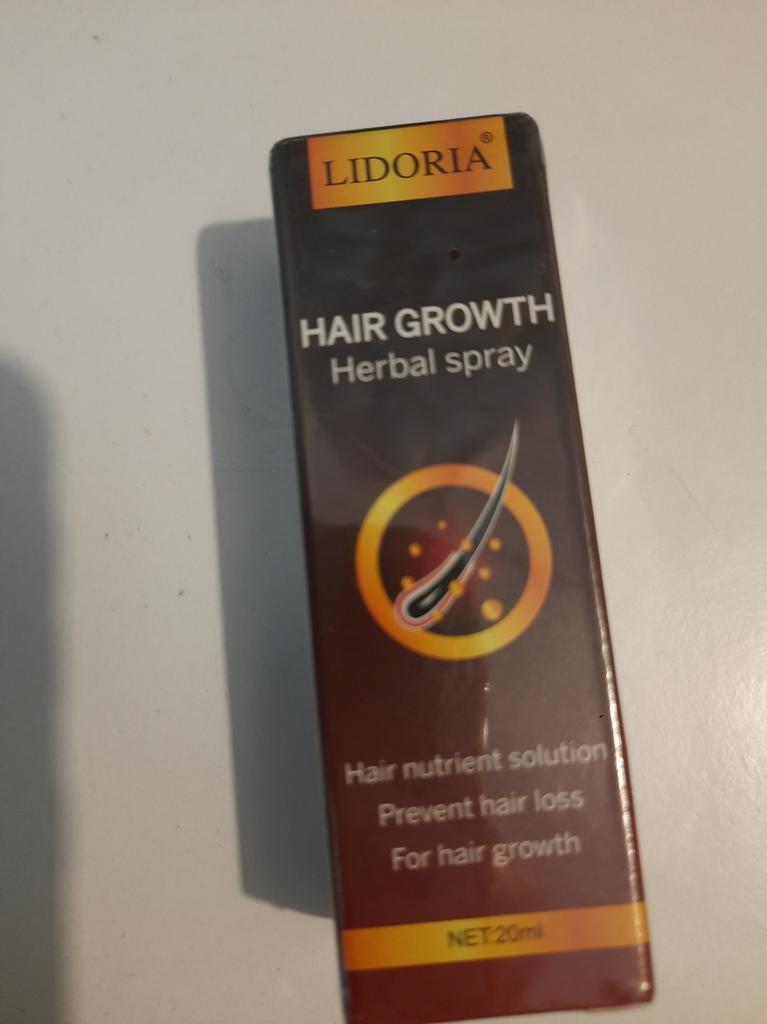 LIDORIA®
HAIR GROWTH
Herbal spray
Hair nutrient solution
Prevent hair loss
For hair growth
NET:20ml